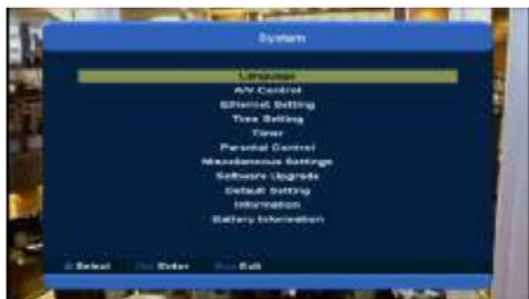 System
Language
A/V Control
Ethernet Setting
Time Setting
Timer
Parental Control
Miscellaneous Settings
Software Upgrade
Default Setting
Information
Battery Information
Select Enter Exit